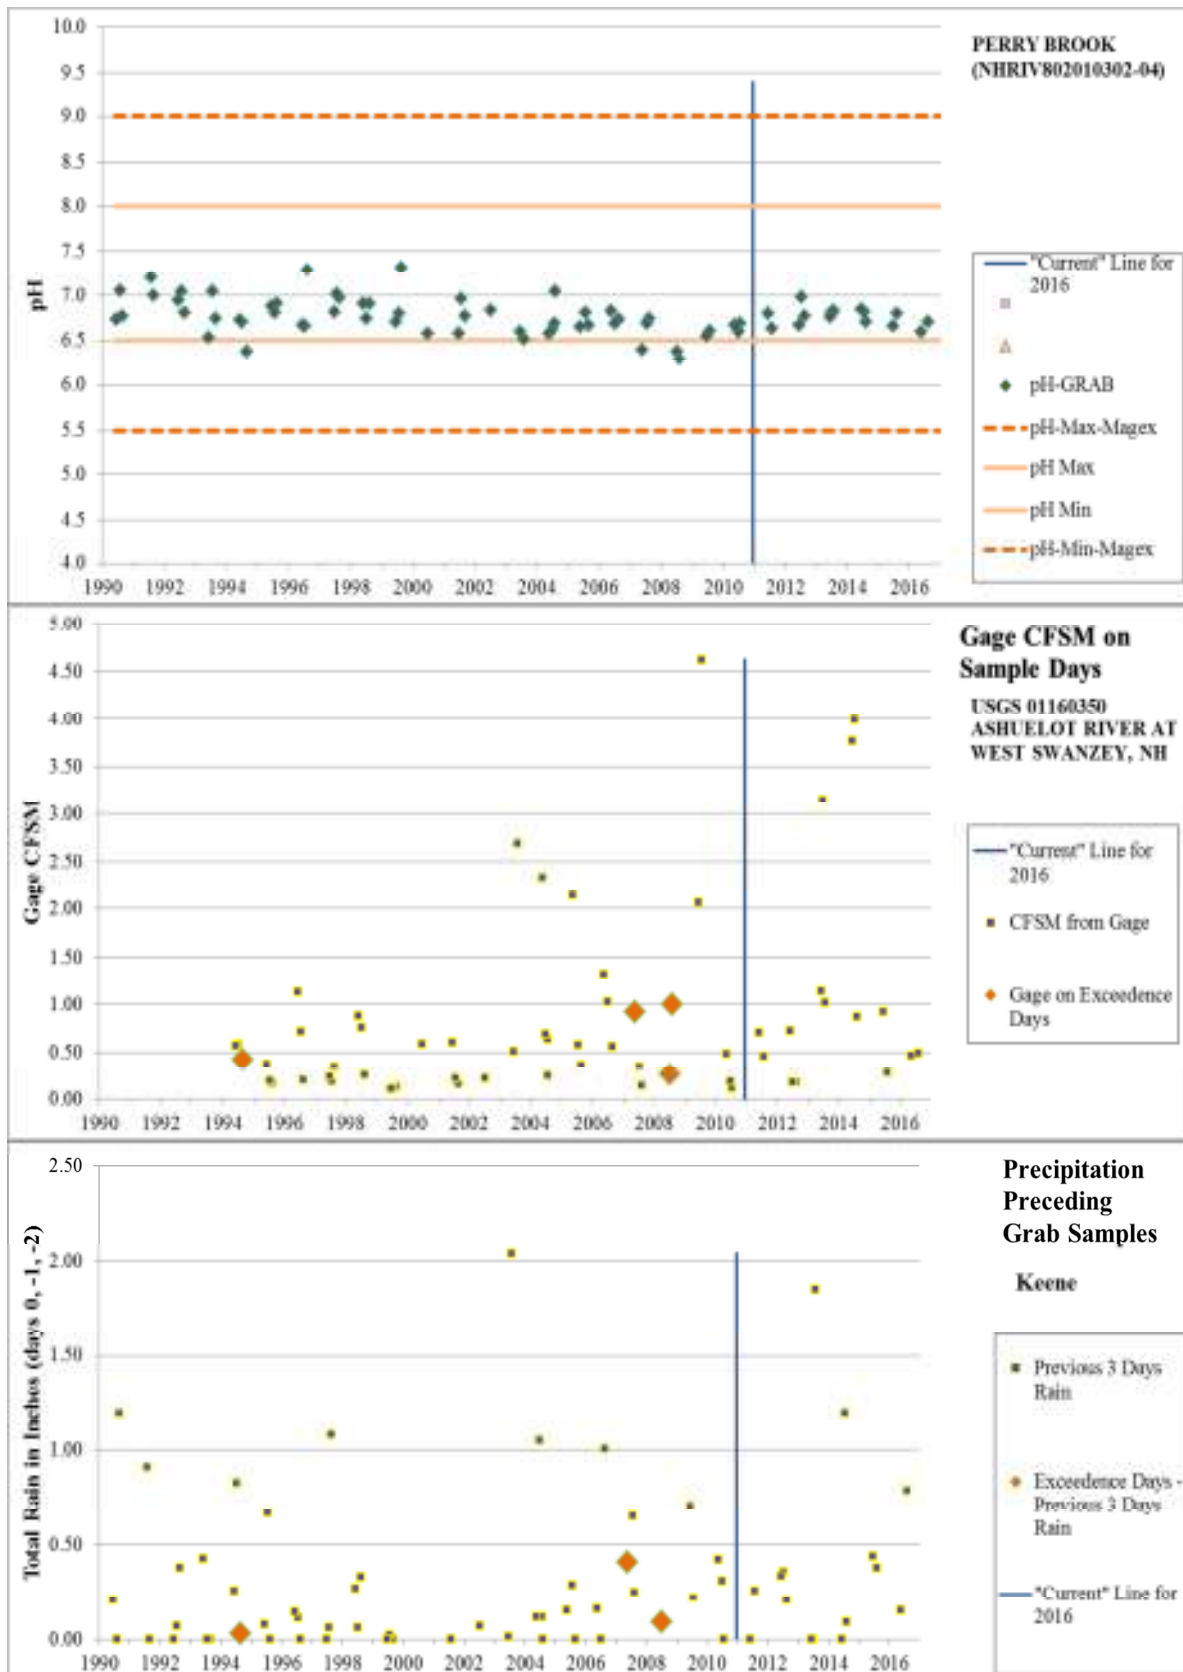 10.0
9.5
9.0
8.5
8.0
7.5
7.0
6.5
6.0
5.5
5.0
4.5
4.0
pH
1990 1992 1994 1996 1998 2000 2002 2004 2006 2008 2010 2012 2014 2016
PERRY BROOK
(NHRIV802010302-04)
"Current" Line for
2016
pH-GRAB
pH-Max-Magex
pH Max
pH Min
pH-Min-Magex
5.00
4.50
4.00
3.50
3.00
2.50
2.00
1.50
1.00
0.50
0.00
Gage CFSM
1990 1992 1994 1996 1998 2000 2002 2004 2006 2008 2010 2012 2014 2016
Gage CFSM on
Sample Days
USGS 01160350
ASHUELOT RIVER AT
WEST SWANZEY, NH
"Current" Line for
2016
CFSM from Gage
Gage on Exceedence
Days
2.50
2.00
1.50
1.00
0.50
0.00
Total Rain in Inches (days 0, -1, -2)
1990 1992 1994 1996 1998 2000 2002 2004 2006 2008 2010 2012 2014 2016
Precipitation
Preceding
Grab Samples
Keene
Previous 3 Days
Rain
Exceedence Days -
Previous 3 Days
Rain
"Current" Line for
2016